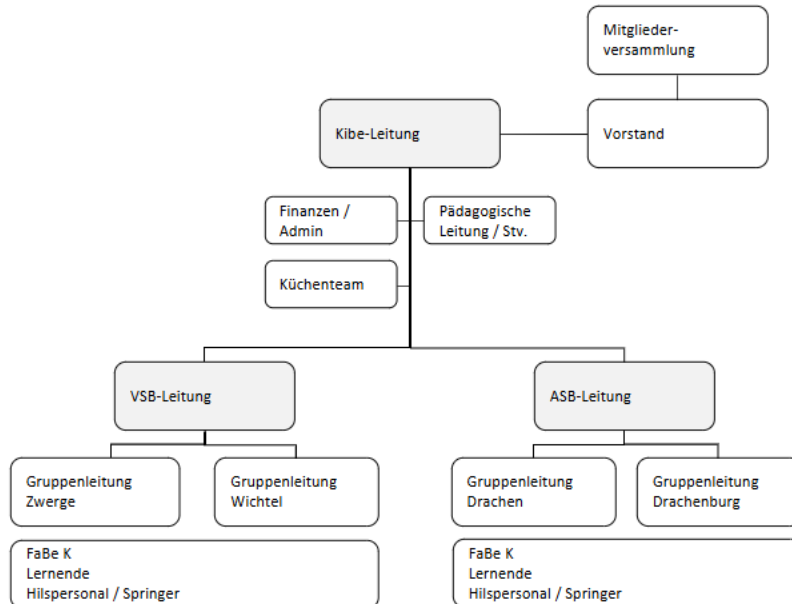 Mitglieder-
versammlung
Kibe-Leitung
Vorstand
Finanzen /
Admin
Pädagogische
Leitung / Stv.
Küchenteam
VSB-Leitung
ASB-Leitung
Gruppenleitung
Zwerge
Gruppenleitung
Wichtel
Gruppenleitung
Drachen
Gruppenleitung
Drachenburg
FaBe K
Lernende
Hilspersonal / Springer
FaBe K
Lernende
Hilspersonal / Springer